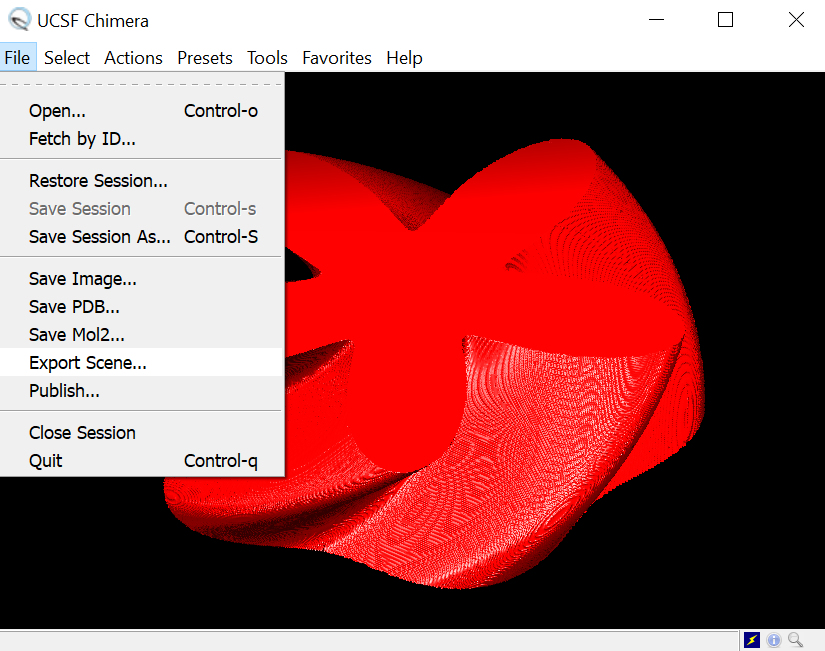 UCSF Chimera
File Select Actions Presets Tools Favorites Help
Open... Control-o
Fetch by ID...
Restore Session...
Save Session Control-s
Save Session As... Control-S
Save Image...
Save PDB...
Save Mol2...
Export Scene...
Publish...
Close Session
Quit Control-q